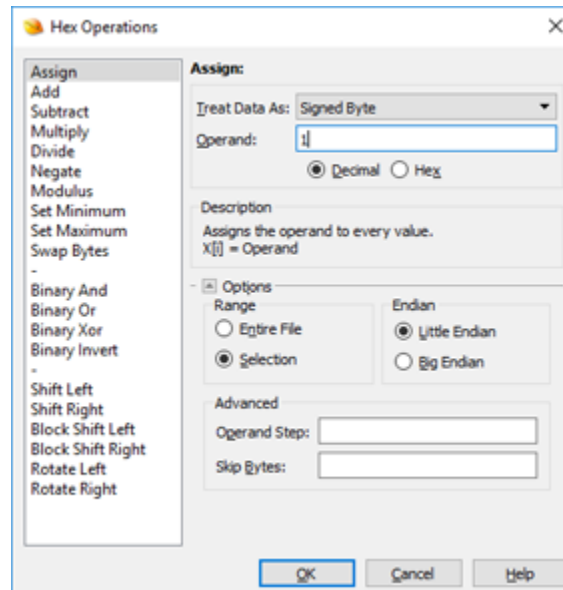 Hex Operations
Assign
Add
Subtract
Multiply
Divide
Negate
Modulus
Set Minimum
Set Maximum
Swap Bytes
-
Binary And
Binary Or
Binary Xor
Binary Invert
-
Shift Left
Shift Right
Block Shift Left
Block Shift Right
Rotate Left
Rotate Right
Assign:
Treat Data As: Signed Byte
Operand: 1
Decimal Hex
Description
Assigns the operand to every value.
X[i] = Operand
Options
Range
Entire File
Selection
Endian
Little Endian
Big Endian
Advanced
Operand Step:
Skip Bytes:
OK Cancel Help